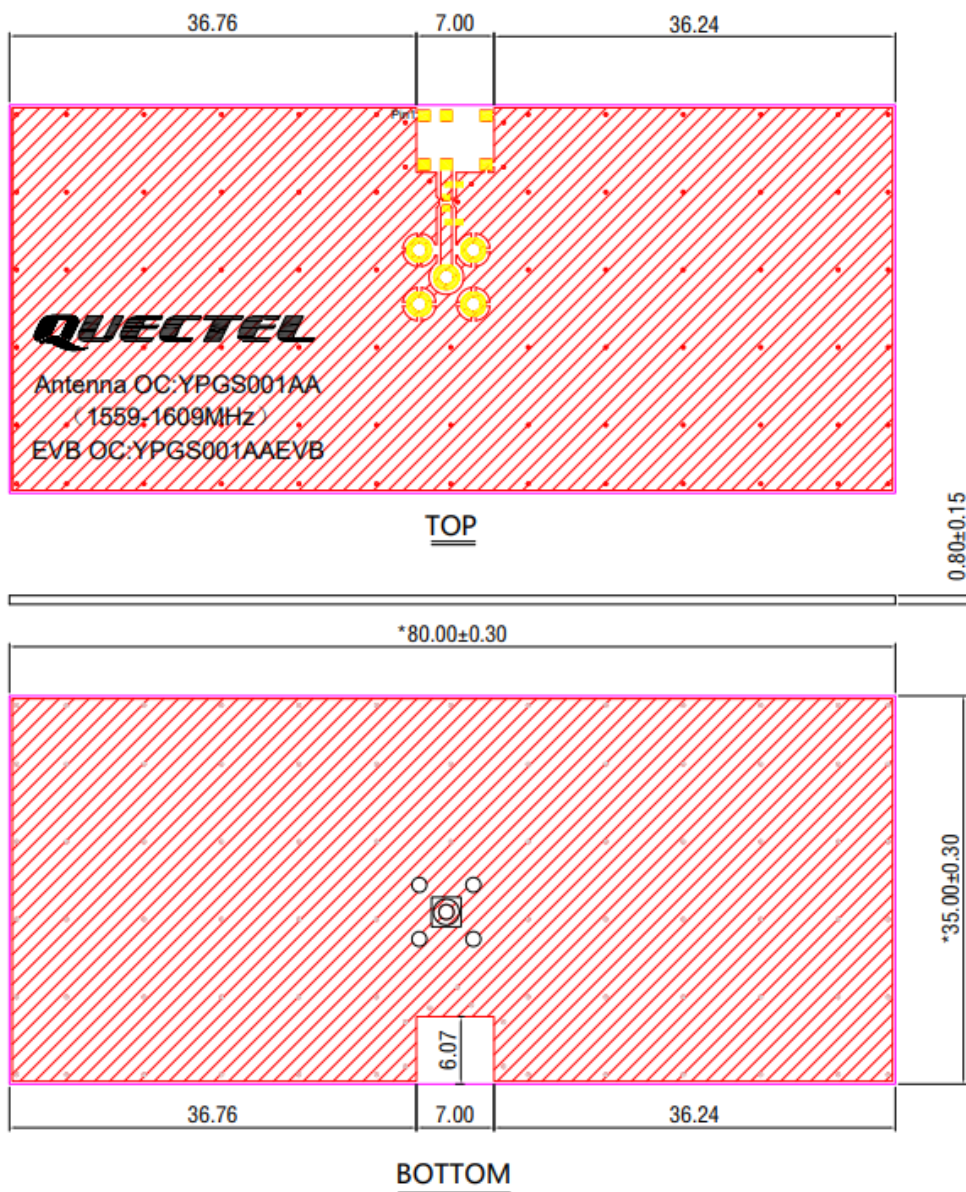 36.76 7.00 36.24
Pin1
QUECTEL
Antenna OC:YPGS001AA
（1559-1609MHz）
EVB OC:YPGS001AAEVB
TOP
0.80±0.15
*80.00±0.30
*35.00±0.30
6.07
36.76 7.00 36.24
BOTTOM